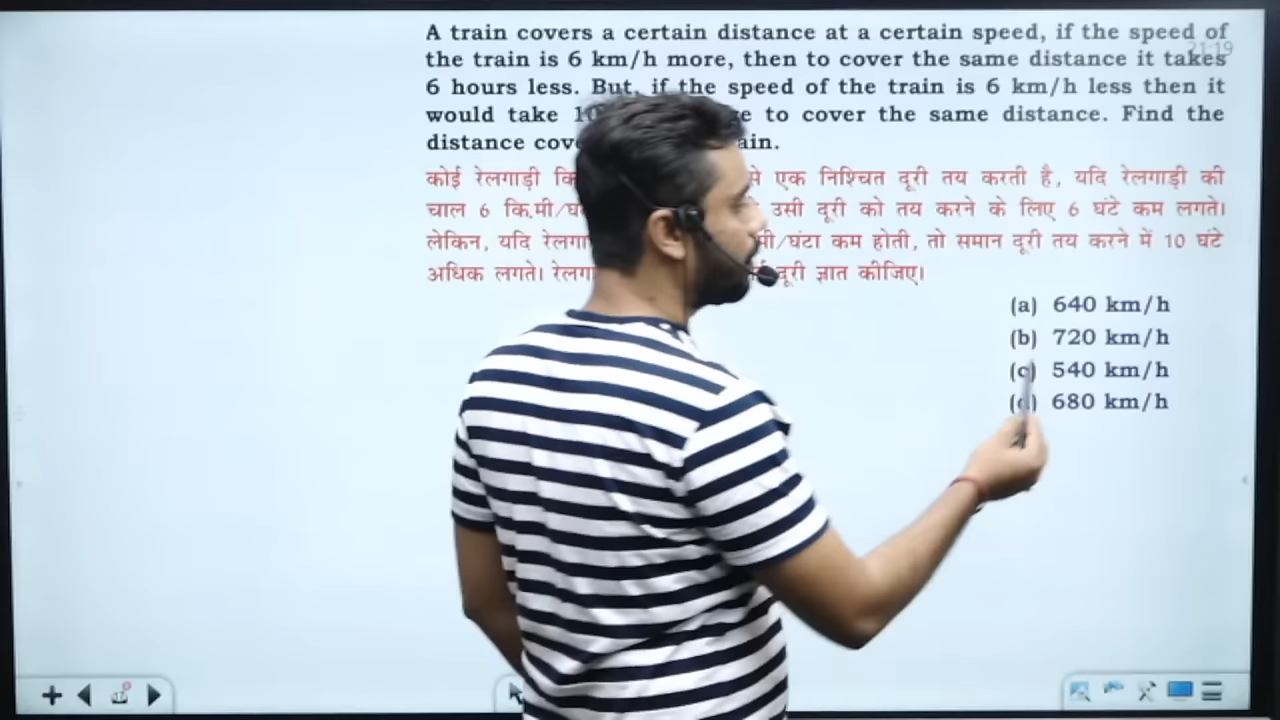 A train covers a certain distance at a certain speed, if the speed of
21:19
the train is 6 km/h more, then to cover the same distance it takes
6 hours less. But, if the speed of the train is 6 km/h less then it
would take to cover the same distance. Find the
distance
कोई रेलगाड़ी एक निश्चित दूरी तय करती है, यदि रेलगाड़ी की
चाल 6 उसी दूरी को तय करने के लिए 6 घंटे कम लगते।
लेकिन, यदि कम होती, तो समान दूरी तय करने में 10 घंटे
अधिक लगते। दूरी ज्ञात कीजिए।
(a) 640 km/h
(b) 720 km/h
(c) 540 km/h
(d) 680 km/h